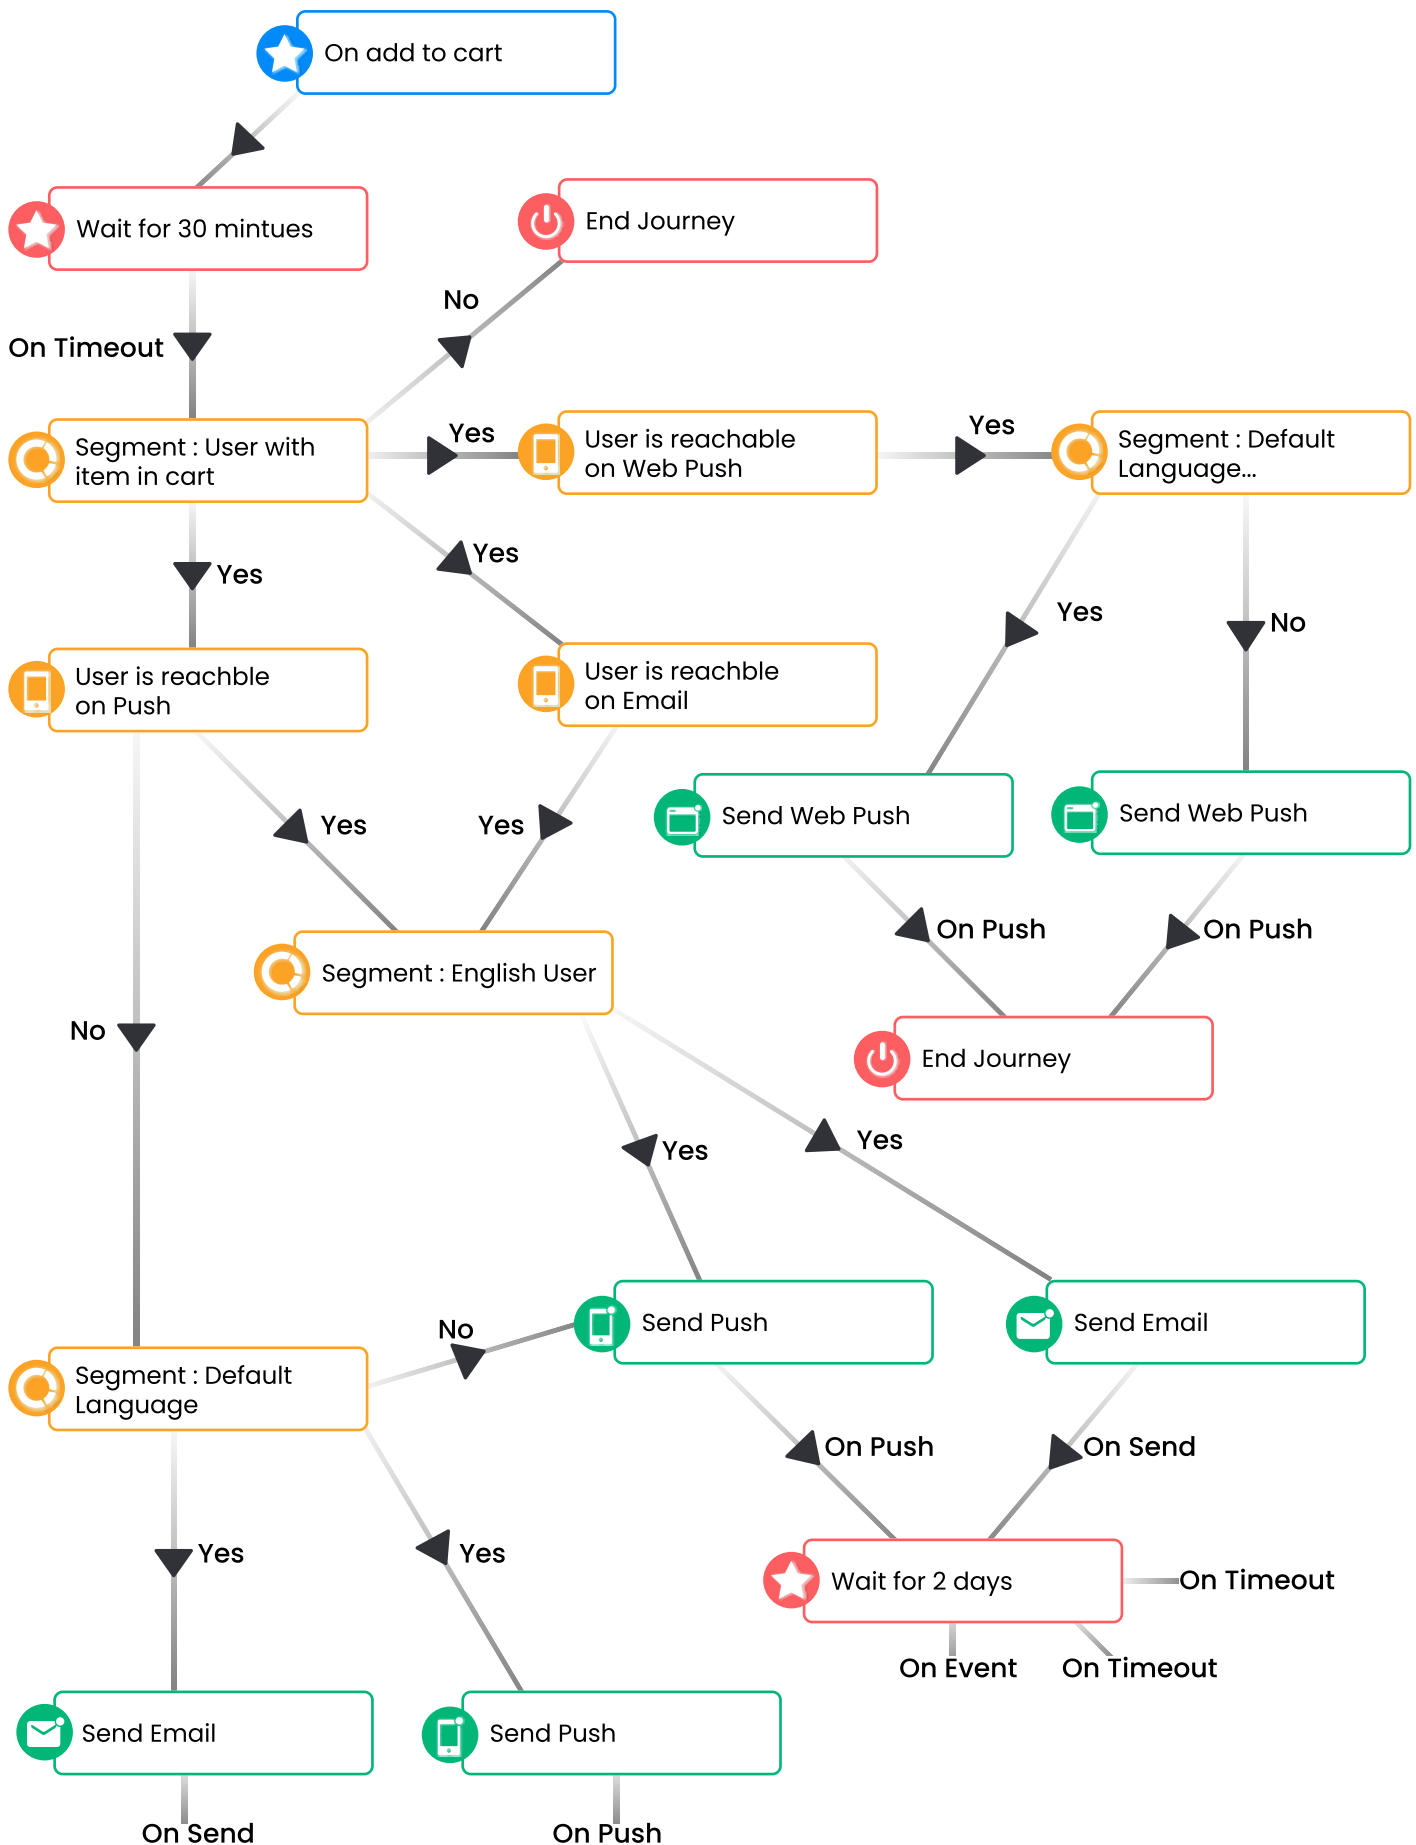 On add to cart
Wait for 30 mintues
End Journey
No
On Timeout
Segment : User with
item in cart
Yes
User is reachable
on Web Push
Yes
Segment : Default
Language...
Yes
Yes
Yes
No
User is reachble
on Push
User is reachble
on Email
Send Web Push
Send Web Push
Yes
Yes
On Push
On Push
Segment : English User
No
End Journey
Yes
Yes
No
Send Push
Send Email
Segment : Default
Language
On Push
On Send
Yes
Yes
Wait for 2 days
On Timeout
On Event
On Timeout
Send Email
Send Push
On Send
On Push